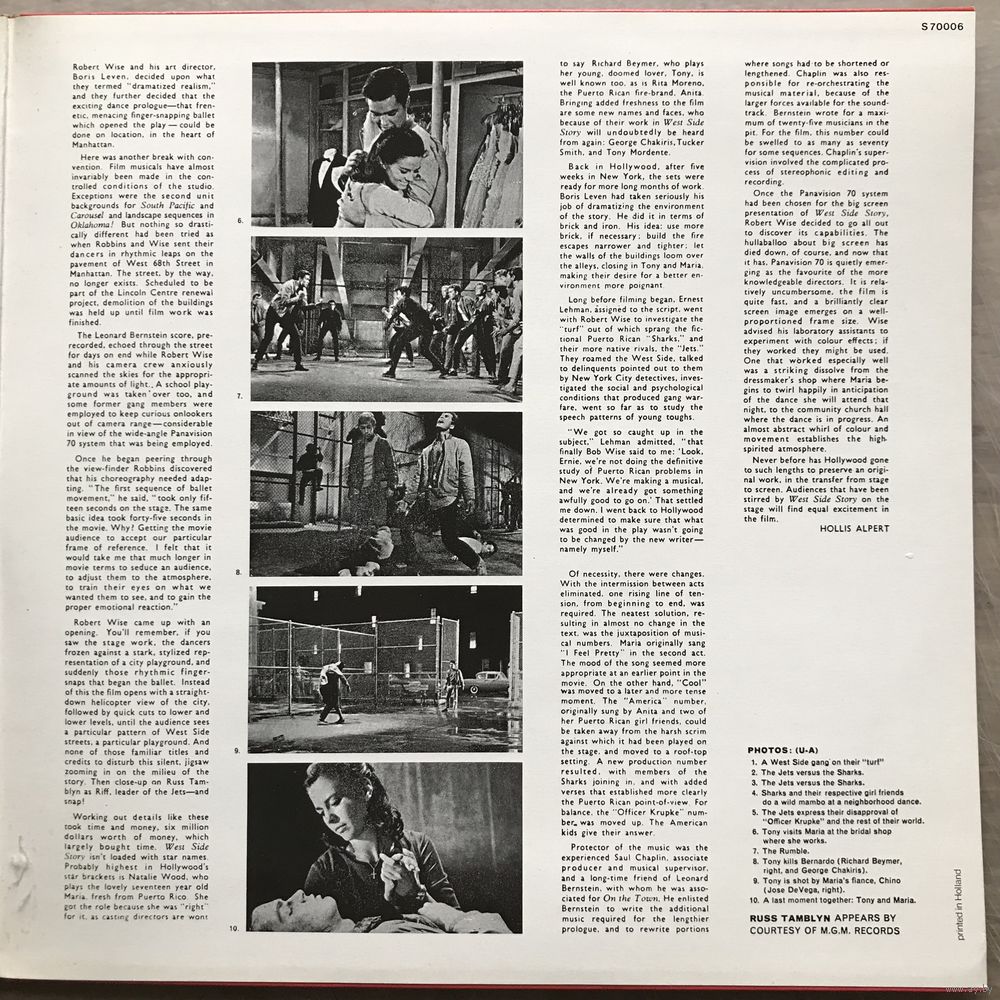 S 70006
Robert Wise and his art director,
Boris Leven, decided upon what
they termed "dramatized realism,"
and they further decided that the
exciting dance prologue—that fren-
etic, menacing finger-snapping ballet
which opened the play — could be
done on location, in the heart of
Manhattan.
Here was another break with con-
vention. Film musicals have almost
invariably been made in the con-
trolled conditions of the studio.
Exceptions were the second unit
backgrounds for South Pacific and
Carousel and landscape sequences in
Oklahoma! But nothing so drasti-
cally different had been tried as
when Robbins and Wise sent their
dancers in rhythmic leaps on the
pavement of West 68th Street in
Manhattan. The street, by the way,
no longer exists. Scheduled to be
part of the Lincoln Centre renewal
project, demolition of the buildings
was held up until film work was
finished.
The Leonard Bernstein score, pre-
recorded, echoed through the street
for days on end while Robert Wise
and his camera crew anxiously
scanned the skies for the appropri-
ate amounts of light. A school play-
ground was taken over too, and
some former gang members were
employed to keep curious onlookers
out of camera range—considerable
in view of the wide-angle Panavision
70 system that was being employed.
Once he began peering through
the view-finder Robbins discovered
that his choreography needed adap-
ting. "The first sequence of ballet
movement," he said, "took only fif-
teen seconds on the stage. The same
basic idea took forty-five seconds in
the movie. Why? Getting the movie
audience to accept our particular
frame of reference. I felt that it
would take me that much longer in
movie terms to seduce an audience,
to adjust them to the atmosphere,
to train their eyes on what we
wanted them to see, and to gain the
proper emotional reaction."
Robert Wise came up with an
opening. You'll remember, if you
saw the stage work, the dancers
frozen against a stark, stylized rep-
resentation of a city playground, and
suddenly those rhythmic finger-
snaps that began the ballet. Instead
of this the film opens with a straight-
down helicopter view of the city,
followed by quick cuts to lower and
lower levels, until the audience sees
a particular pattern of West Side
streets, a particular playground. And
none of those familiar titles and
credits to disturb this silent, jigsaw
zooming in on the milieu of the
story. Then close-up on Russ Tam-
blyn as Riff, leader of the Jets—and
snap!
Working out details like these
took time and money, six million
dollars worth of money, which
largely bought time. West Side
Story isn't loaded with star names.
Probably highest in Hollywood's
star brackets is Natalie Wood, who
plays the lovely seventeen year old
Maria, fresh from Puerto Rico. She
got the role because she was "right"
for it, as casting directors are wont
6.
7.
8.
9.
10.
to say Richard Beymer, who plays
her young, doomed lover, Tony, is
well known too, as is Rita Moreno,
the Puerto Rican fire-brand, Anita.
Bringing added freshness to the film
are some new names and faces, who
because of their work in West Side
Story will undoubtedly be heard
from again: George Chakiris, Tucker
Smith, and Tony Mordente.
Back in Hollywood, after five
weeks in New York, the sets were
ready for more long months of work.
Boris Leven had taken seriously his
job of dramatizing the environment
of the story. He did it in terms of
brick and iron. His idea: use more
brick, if necessary; build the fire
escapes narrower and tighter; let
the walls of the buildings loom over
the alleys, closing in Tony and Maria,
making their desire for a better en-
vironment more poignant.
Long before filming began, Ernest
Lehman, assigned to the script, went
with Robert Wise to investigate the
"turf" out of which sprang the fic-
tional Puerto Rican "Sharks," and
their more native rivals, the "Jets."
They roamed the West Side, talked
to delinquents pointed out to them
by New York City detectives, inves-
tigated the social and psychological
conditions that produced gang war-
fare, went so far as to study the
speech patterns of young toughs.
"We got so caught up in the
subject," Lehman admitted, "that
finally Bob Wise said to me: 'Look,
Ernie, we're not doing the definitive
study of Puerto Rican problems in
New York. We're making a musical,
and we're already got something
awfully good to go on.' That settled
me down. I went back to Hollywood
determined to make sure that what
was good in the play wasn't going
to be changed by the new writer—
namely myself."
Of necessity, there were changes.
With the intermission between acts
eliminated, one rising line of ten-
sion, from beginning to end, was
required. The neatest solution, re-
sulting in almost no change in the
text, was the juxtaposition of musi-
cal numbers. Maria originally sang
"I Feel Pretty" in the second act.
The mood of the song seemed more
appropriate at an earlier point in the
movie. On the other hand, "Cool"
was moved to a later and more tense
moment. The "America" number,
originally sung by Anita and two of
her Puerto Rican girl friends, could
be taken away from the harsh scrim
against which it had been played on
the stage, and moved to a roof-top
setting. A new production number
resulted, with members of the
Sharks joining in, and with added
verses that established more clearly
the Puerto Rican point-of-view. For
balance, the "Officer Krupke" num-
ber was moved up. The American
kids give their answer.
Protector of the music was the
experienced Saul Chaplin, associate
producer and musical supervisor,
and a long-time friend of Leonard
Bernstein, with whom he was asso-
ciated for On the Town. He enlisted
Bernstein to write the additional
music required for the lengthier
prologue, and to rewrite portions
where songs had to be shortened or
lengthened. Chaplin was also res-
ponsible for re-orchestrating the
musical material, because of the
larger forces available for the sound-
track. Bernstein wrote for a maxi-
mum of twenty-five musicians in the
pit. For the film, this number could
be swelled to as many as seventy
for some sequences. Chaplin's super-
vision involved the complicated pro-
cess of stereophonic editing and
recording.
Once the Panavision 70 system
had been chosen for the big screen
presentation of West Side Story,
Robert Wise decided to go all out
to discover its capabilities. The
hullaballoo about big screen has
died down, of course, and now that
it has, Panavision 70 is quietly emer-
ging as the favourite of the more
knowledgeable directors. It is rela-
tively uncumbersome, the film is
quite fast, and a brilliantly clear
screen image emerges on a well-
proportioned frame size. Wise
advised his laboratory assistants to
experiment with colour effects; if
they worked they might be used.
One that worked especially well
was a striking dissolve from the
dressmaker's shop where Maria be-
gins to twirl happily in anticipation
of the dance she will attend that
night, to the community church hall
where the dance is in progress. An
almost abstract whirl of colour and
movement establishes the high-
spirited atmosphere.
Never before has Hollywood gone
to such lengths to preserve an origi-
nal work, in the transfer from stage
to screen. Audiences that have been
stirred by West Side Story on the
stage will find equal excitement in
the film.
HOLLIS ALPERT
PHOTOS: (U-A)
1. A West Side gang on their "turf"
2. The Jets versus the Sharks.
3. The Jets versus the Sharks.
4. Sharks and their respective girl friends
do a wild mambo at a neighborhood dance.
5. The Jets express their disapproval of
"Officer Krupke" and the rest of their world.
6. Tony visits Maria at the bridal shop
where she works.
7. The Rumble.
8. Tony kills Bernardo (Richard Beymer,
right, and George Chakiris).
9. Tony is shot by Maria's fiance, Chino
(Jose DeVega, right).
10. A last moment together: Tony and Maria.
RUSS TAMBLYN APPEARS BY
COURTESY OF M.G.M. RECORDS
printed in Holland
www.ay.by